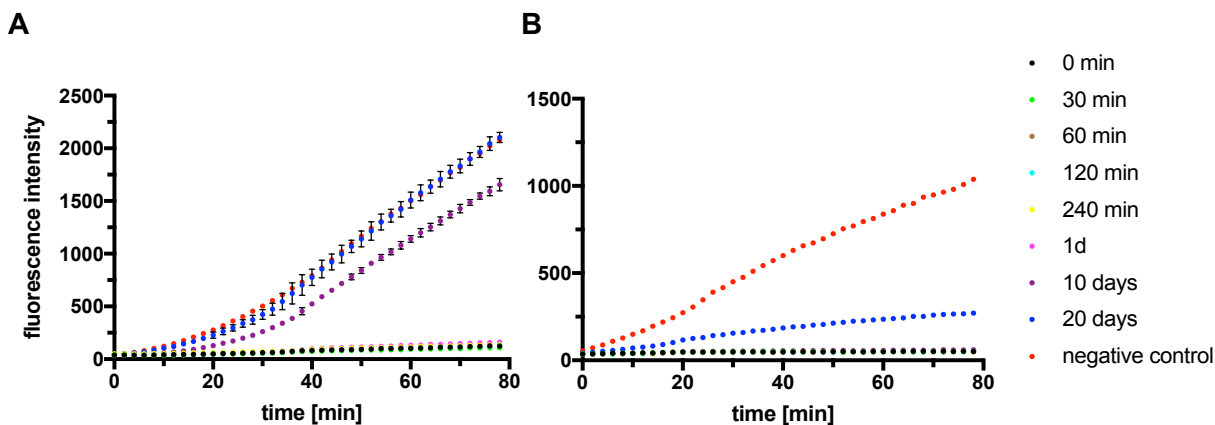 A
B
fluorescence intensity
2500
2000
1500
1000
500
0
0
20
40
60
80
time [min]
1500
1000
500
0
0
20
40
60
80
time [min]
0 min
30 min
60 min
120 min
240 min
1d
10 days
20 days
negative control